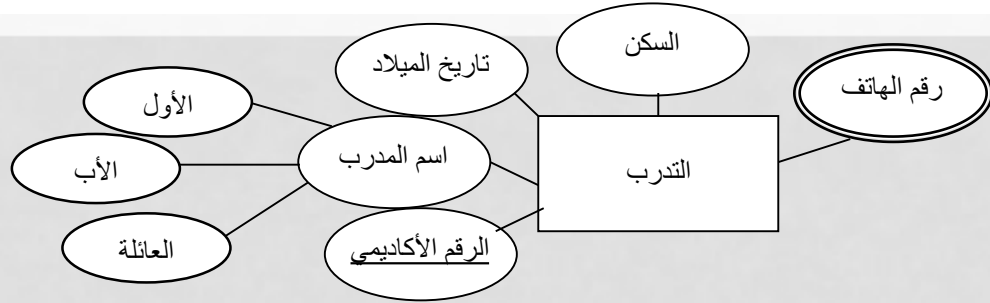 السكن
تاريخ الميلاد
رقم الهاتف
الأول
اسم المدرب
التدرب
الأب
العائلة
الرقم الأكاديمي